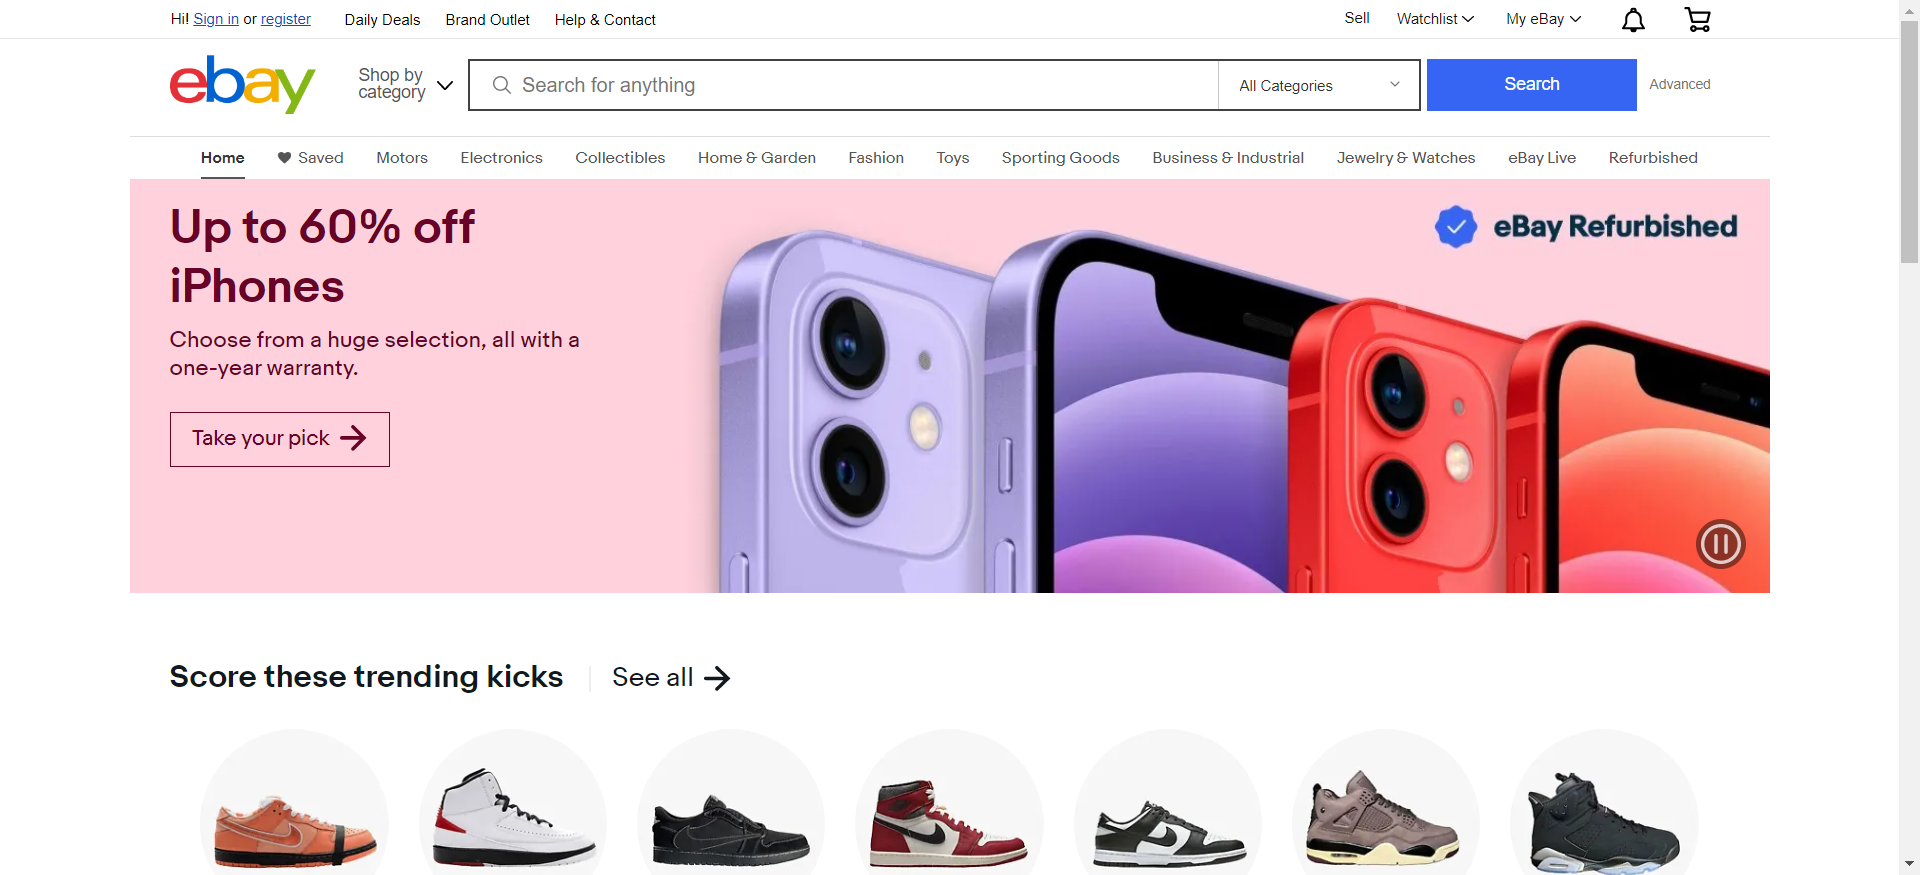 Hi! Sign in or register
Daily Deals
Brand Outlet
Help & Contact
Sell
Watchlist
My eBay
ebay
Shop by
category
Search for anything
All Categories
Search
Advanced
Home
Saved
Motors
Electronics
Collectibles
Home & Garden
Fashion
Toys
Sporting Goods
Business & Industrial
Jewelry & Watches
eBay Live
Refurbished
Up to 60% off
iPhones
Choose from a huge selection, all with a
one-year warranty.
Take your pick
eBay Refurbished
Score these trending kicks
See all